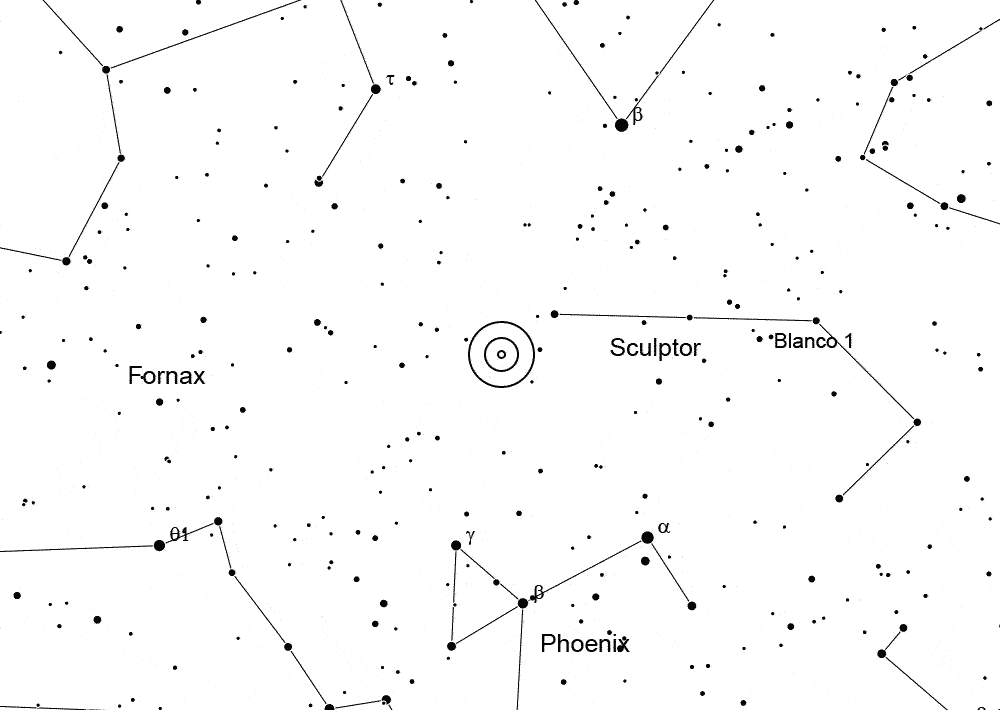 τ
β
Sculptor
Blanco 1
Fornax
θ1
γ
α
β
Phoenix